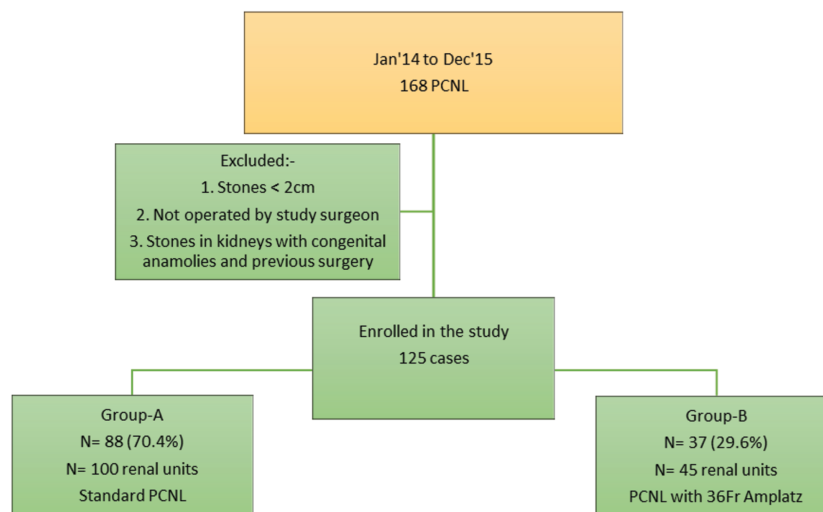 Jan'14 to Dec'15
168 PCNL
Excluded:-
1. Stones < 2cm
2. Not operated by study surgeon
3. Stones in kidneys with congenital
anamolies and previous surgery
Enrolled in the study
125 cases
Group-A
N= 88 (70.4%)
N= 100 renal units
Standard PCNL
Group-B
N= 37 (29.6%)
N= 45 renal units
PCNL with 36Fr Amplatz